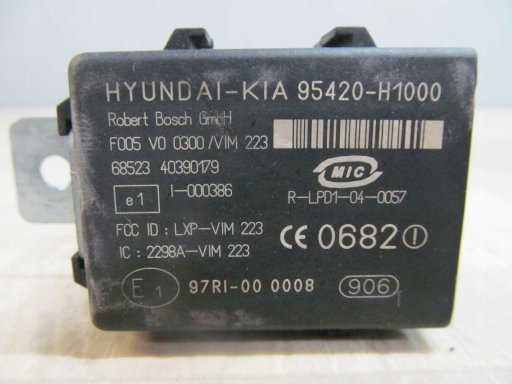 HYUNDAI-KIA 95420-H1000
Robert Bosch GmbH
F005 V0 0300/VIM 223
68523 40390179
MIC
e1 I-000386
R-LPD1-04-0057
FCC ID : LXP-VIM 223
IC : 2298A-VIM 223
CE 0682
E1 97RI-00 0008 906